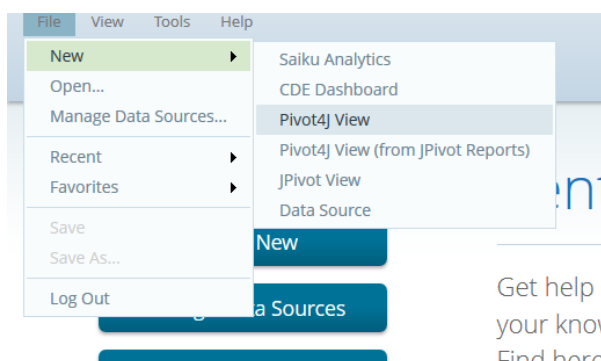 File View Tools Help
New
Open...
Manage Data Sources...
Recent
Favorites
Save
Save As...
Log Out
Saiku Analytics
CDE Dashboard
Pivot4J View
Pivot4J View (from JPivot Reports)
JPivot View
Data Source
New
Sources
Get help
your
Find